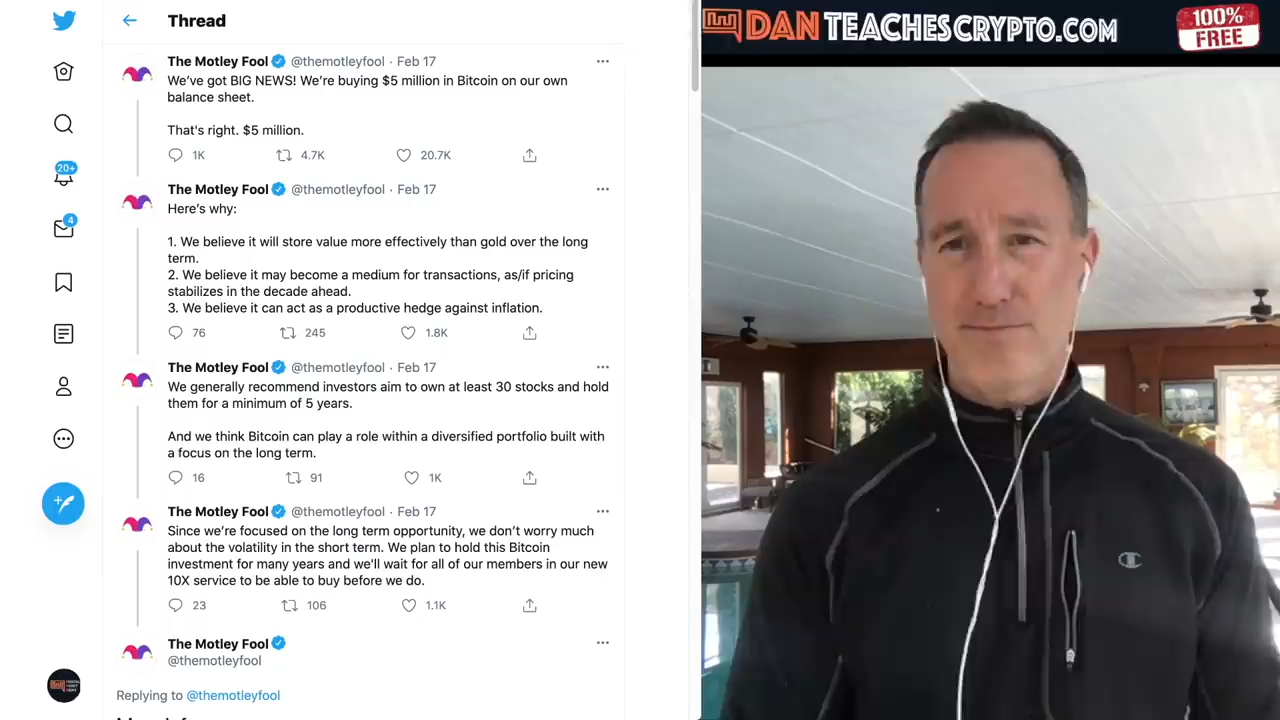 Thread
The Motley Fool @themotleyfool · Feb 17
We've got BIG NEWS! We're buying $5 million in Bitcoin on our own
balance sheet.
That's right. $5 million.
1K 4.7K 20.7K
The Motley Fool @themotleyfool · Feb 17
Here's why:
1. We believe it will store value more effectively than gold over the long
term.
2. We believe it may become a medium for transactions, as/if pricing
stabilizes in the decade ahead.
3. We believe it can act as a productive hedge against inflation.
76 245 1.8K
The Motley Fool @themotleyfool · Feb 17
We generally recommend investors aim to own at least 30 stocks and hold
them for a minimum of 5 years.
And we think Bitcoin can play a role within a diversified portfolio built with
a focus on the long term.
16 91 1K
The Motley Fool @themotleyfool · Feb 17
Since we're focused on the long term opportunity, we don't worry much
about the volatility in the short term. We plan to hold this Bitcoin
investment for many years and we'll wait for all of our members in our new
10X service to be able to buy before we do.
23 106 1.1K
The Motley Fool
@themotleyfool
Replying to @themotleyfool
20+
4
DANTEACHESCRYPTO.COM
100%
FREE